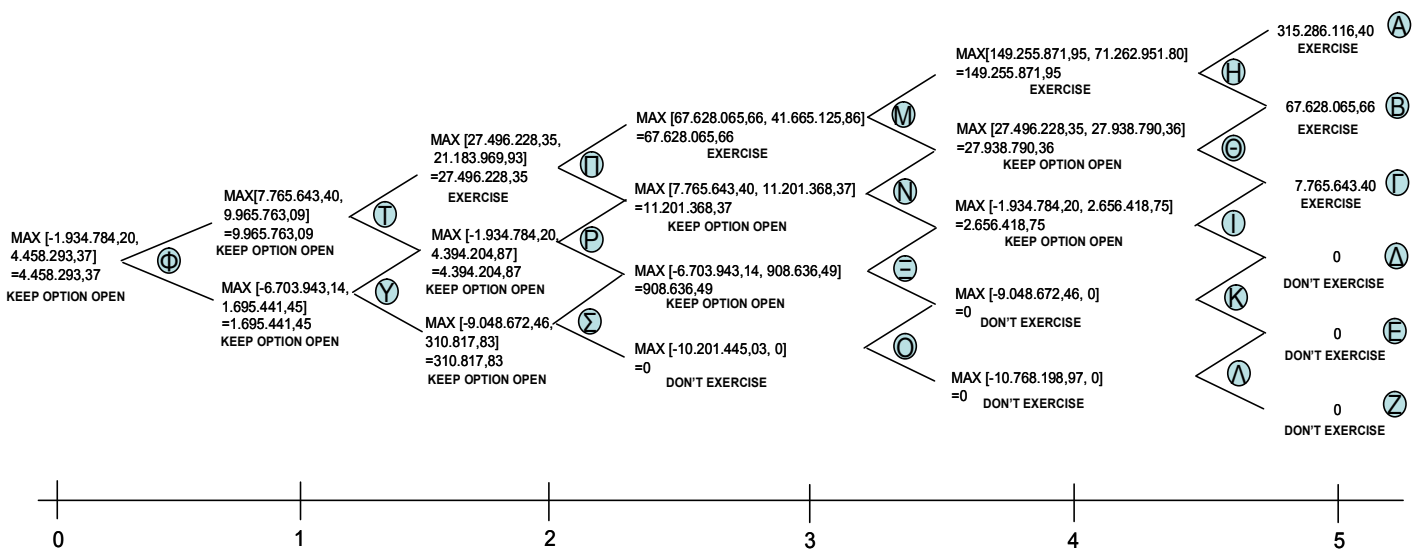 MAX [-1.934.784,20,
4.458.293,37]
=4.458.293,37
KEEP OPTION OPEN
Φ
MAX[7.765.643,40,
9.965.763,09]
=9.965.763,09
KEEP OPTION OPEN
Τ
MAX [-6.703.943,14,
1.695.441,45]
=1.695.441,45
KEEP OPTION OPEN
Υ
MAX [27.496.228,35,
21.183.969,93]
=27.496.228,35
EXERCISE
Π
MAX [-1.934.784,20,
4.394.204,87]
=4.394.204,87
KEEP OPTION OPEN
Ρ
MAX [-9.048.672,46,
310.817,83]
=310.817,83
KEEP OPTION OPEN
Σ
MAX [67.628.065,66, 41.665.125,86]
=67.628.065,66
EXERCISE
Μ
MAX [7.765.643,40, 11.201.368,37]
=11.201.368,37
KEEP OPTION OPEN
Ν
MAX [-6.703.943,14, 908.636,49]
=908.636,49
KEEP OPTION OPEN
Ξ
MAX [-10.201.445,03, 0]
=0
DON'T EXERCISE
Ο
MAX[149.255.871,95, 71.262.951.80]
=149.255.871,95
EXERCISE
Η
MAX [27.496.228,35, 27.938.790,36]
=27.938.790,36
KEEP OPTION OPEN
Θ
MAX [-1.934.784,20, 2.656.418,75]
=2.656.418,75
KEEP OPTION OPEN
Ι
MAX [-9.048.672,46, 0]
=0
DON'T EXERCISE
Κ
MAX [-10.768.198,97, 0]
=0 DON'T EXERCISE
Λ
315.286.116,40 Α
EXERCISE
67.628.065,66 Β
EXERCISE
7.765.643.40 Γ
EXERCISE
0 Δ
DON'T EXERCISE
0 Ε
DON'T EXERCISE
0 Ζ
DON'T EXERCISE
0 1 2 3 4 5